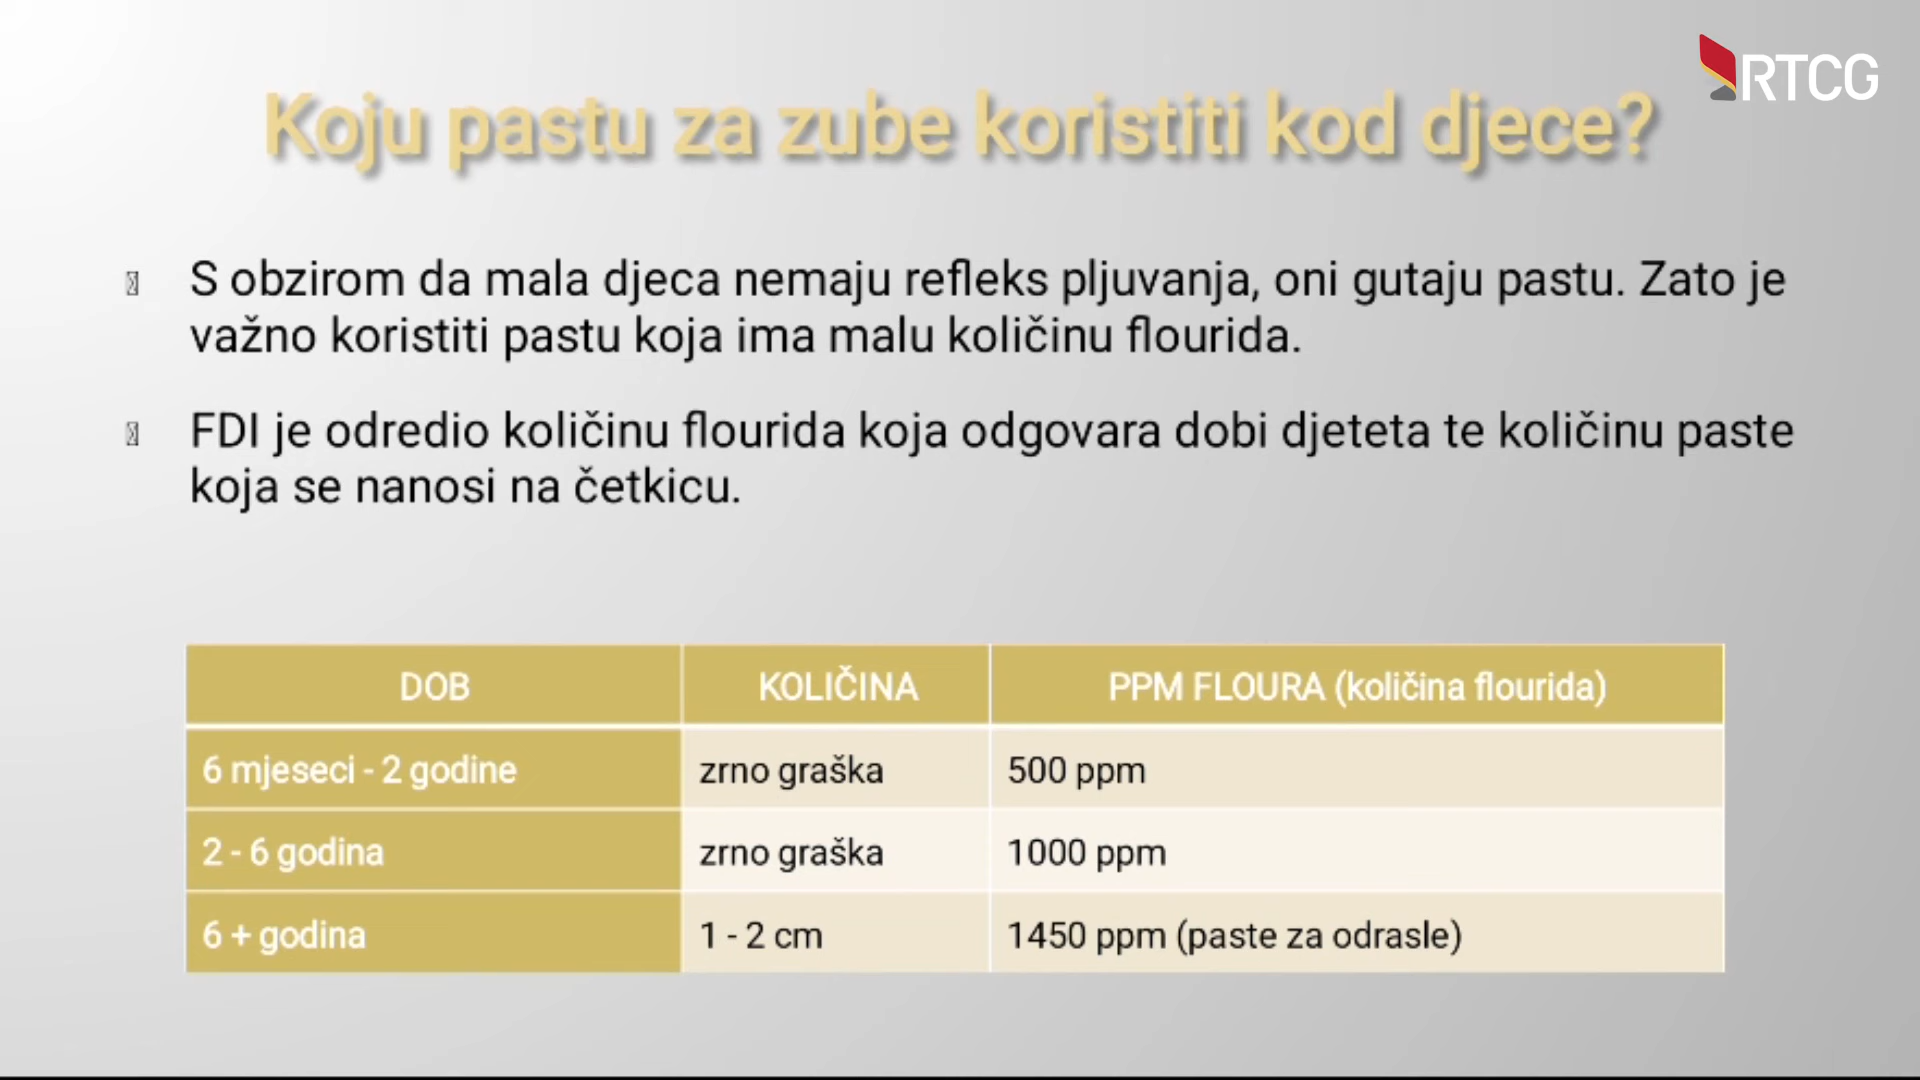 RTCG
Koju pastu za zube koristiti kod djece?
S obzirom da mala djeca nemaju refleks pljuvanja, oni gutaju pastu. Zato je
važno koristiti pastu koja ima malu količinu flourida.
FDI je odredio količinu flourida koja odgovara dobi djeteta te količinu paste
koja se nanosi na četkicu.
DOB KOLIČINA PPM FLOURA (količina flourida)
6 mjeseci - 2 godine zrno graška 500 ppm
2 - 6 godina zrno graška 1000 ppm
6 + godina 1 - 2 cm 1450 ppm (paste za odrasle)